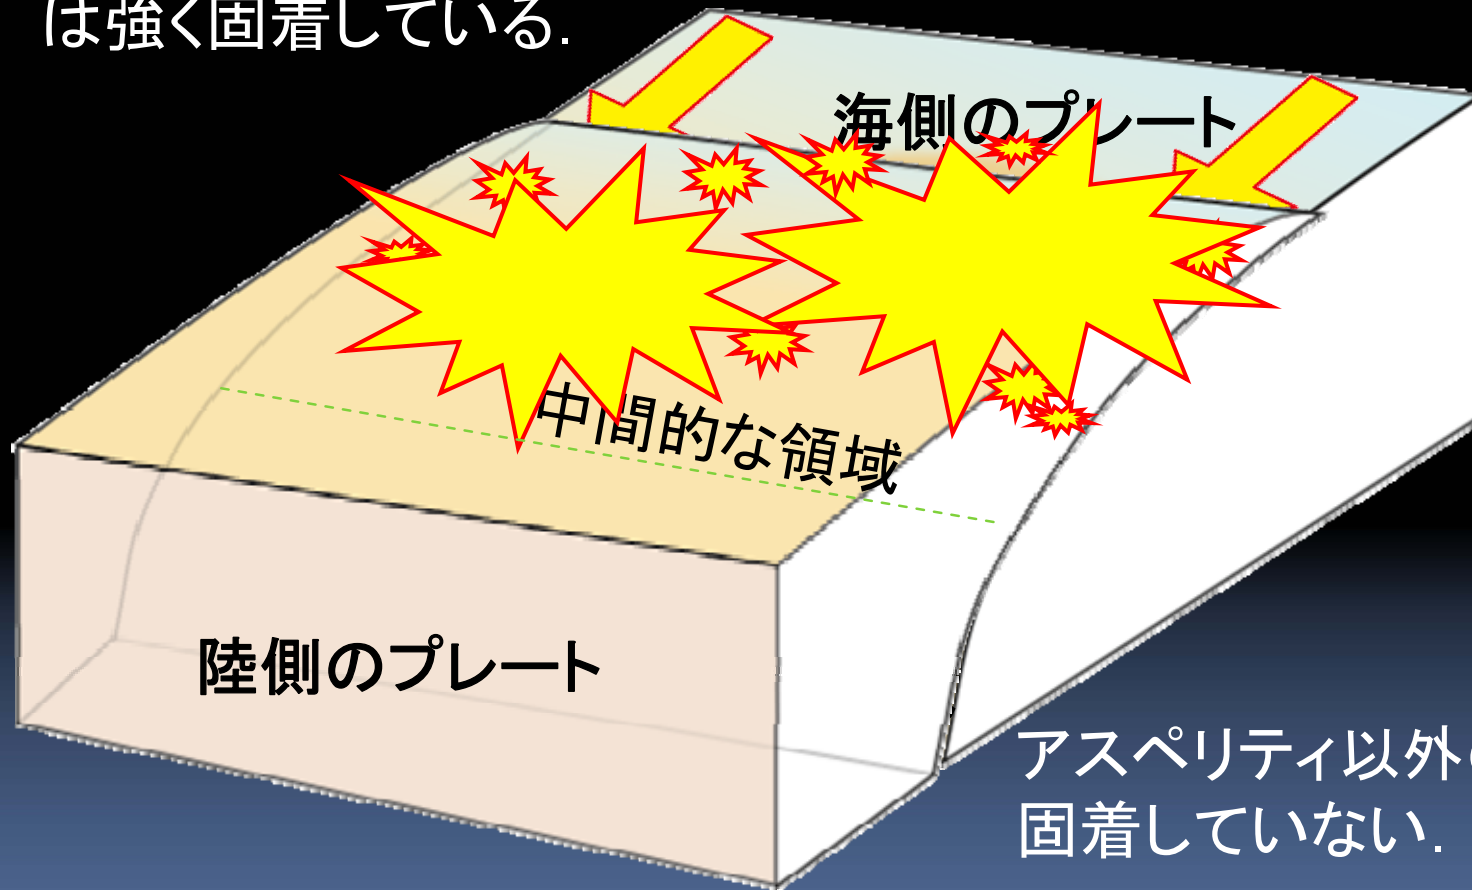 は強く固着している.
海側のプレート
中間的な領域
陸側のプレート
アスペリティ以外の
固着していない.